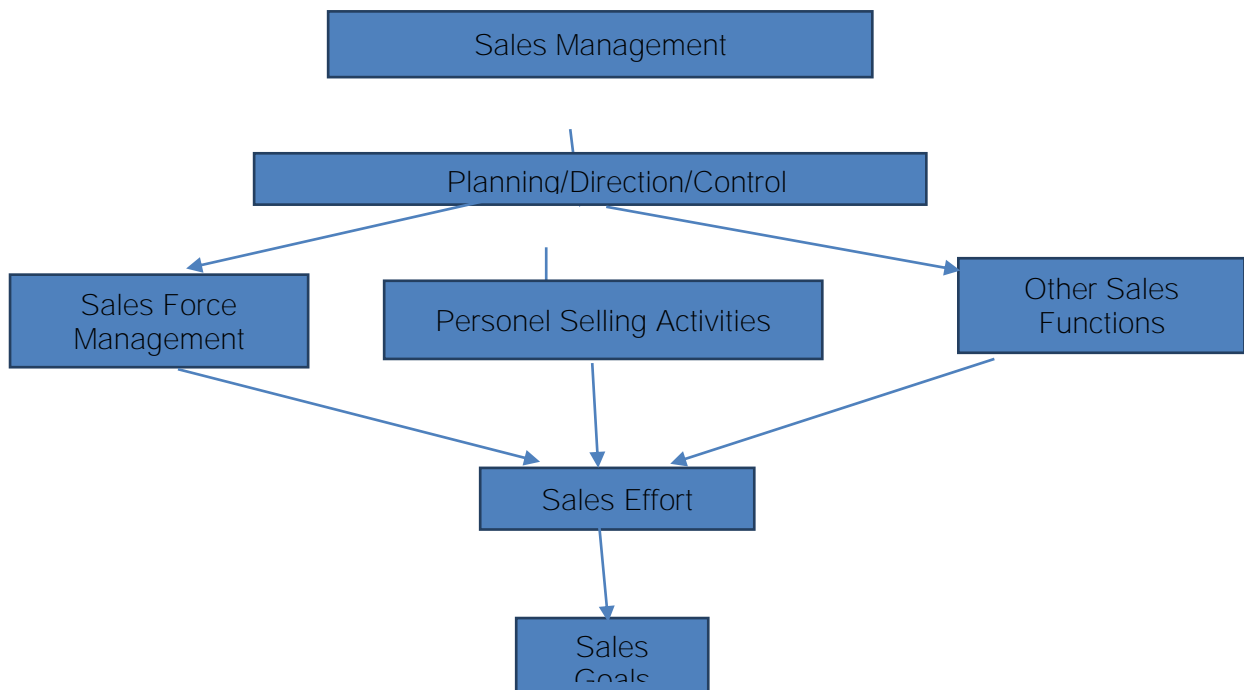 Sales Management
Planning/Direction/Control
Sales Force
Management
Personel Selling Activities
Other Sales
Functions
Sales Effort
Sales
Goals